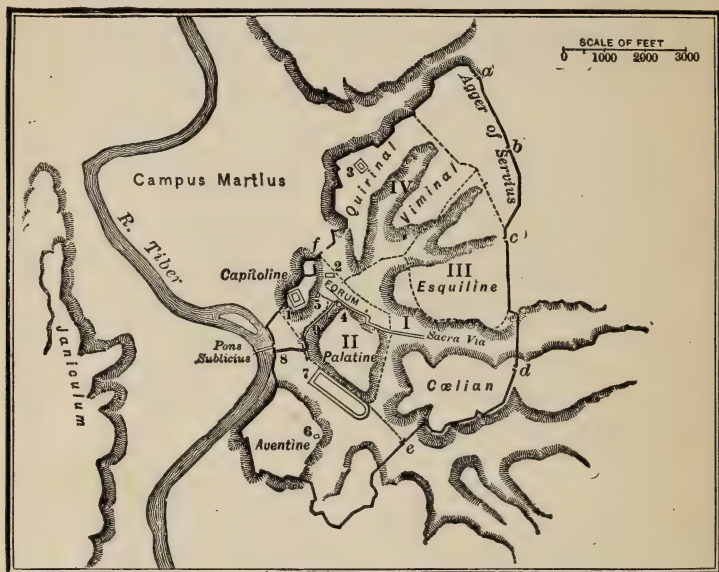 SCALE OF FEET
0 1000 2000 3000
a
Agger of Servius
b
Campus Martius
3
Quirinal
IV
Viminal
R. Tiber
c
f
2
Capitoline
III
Esquiline
FORUM
5
1
4
I
Janiculum
9
Sacra Via
II
Pons
Sublicius
8
Palatine
7
d
Cœlian
Aventine
6
e